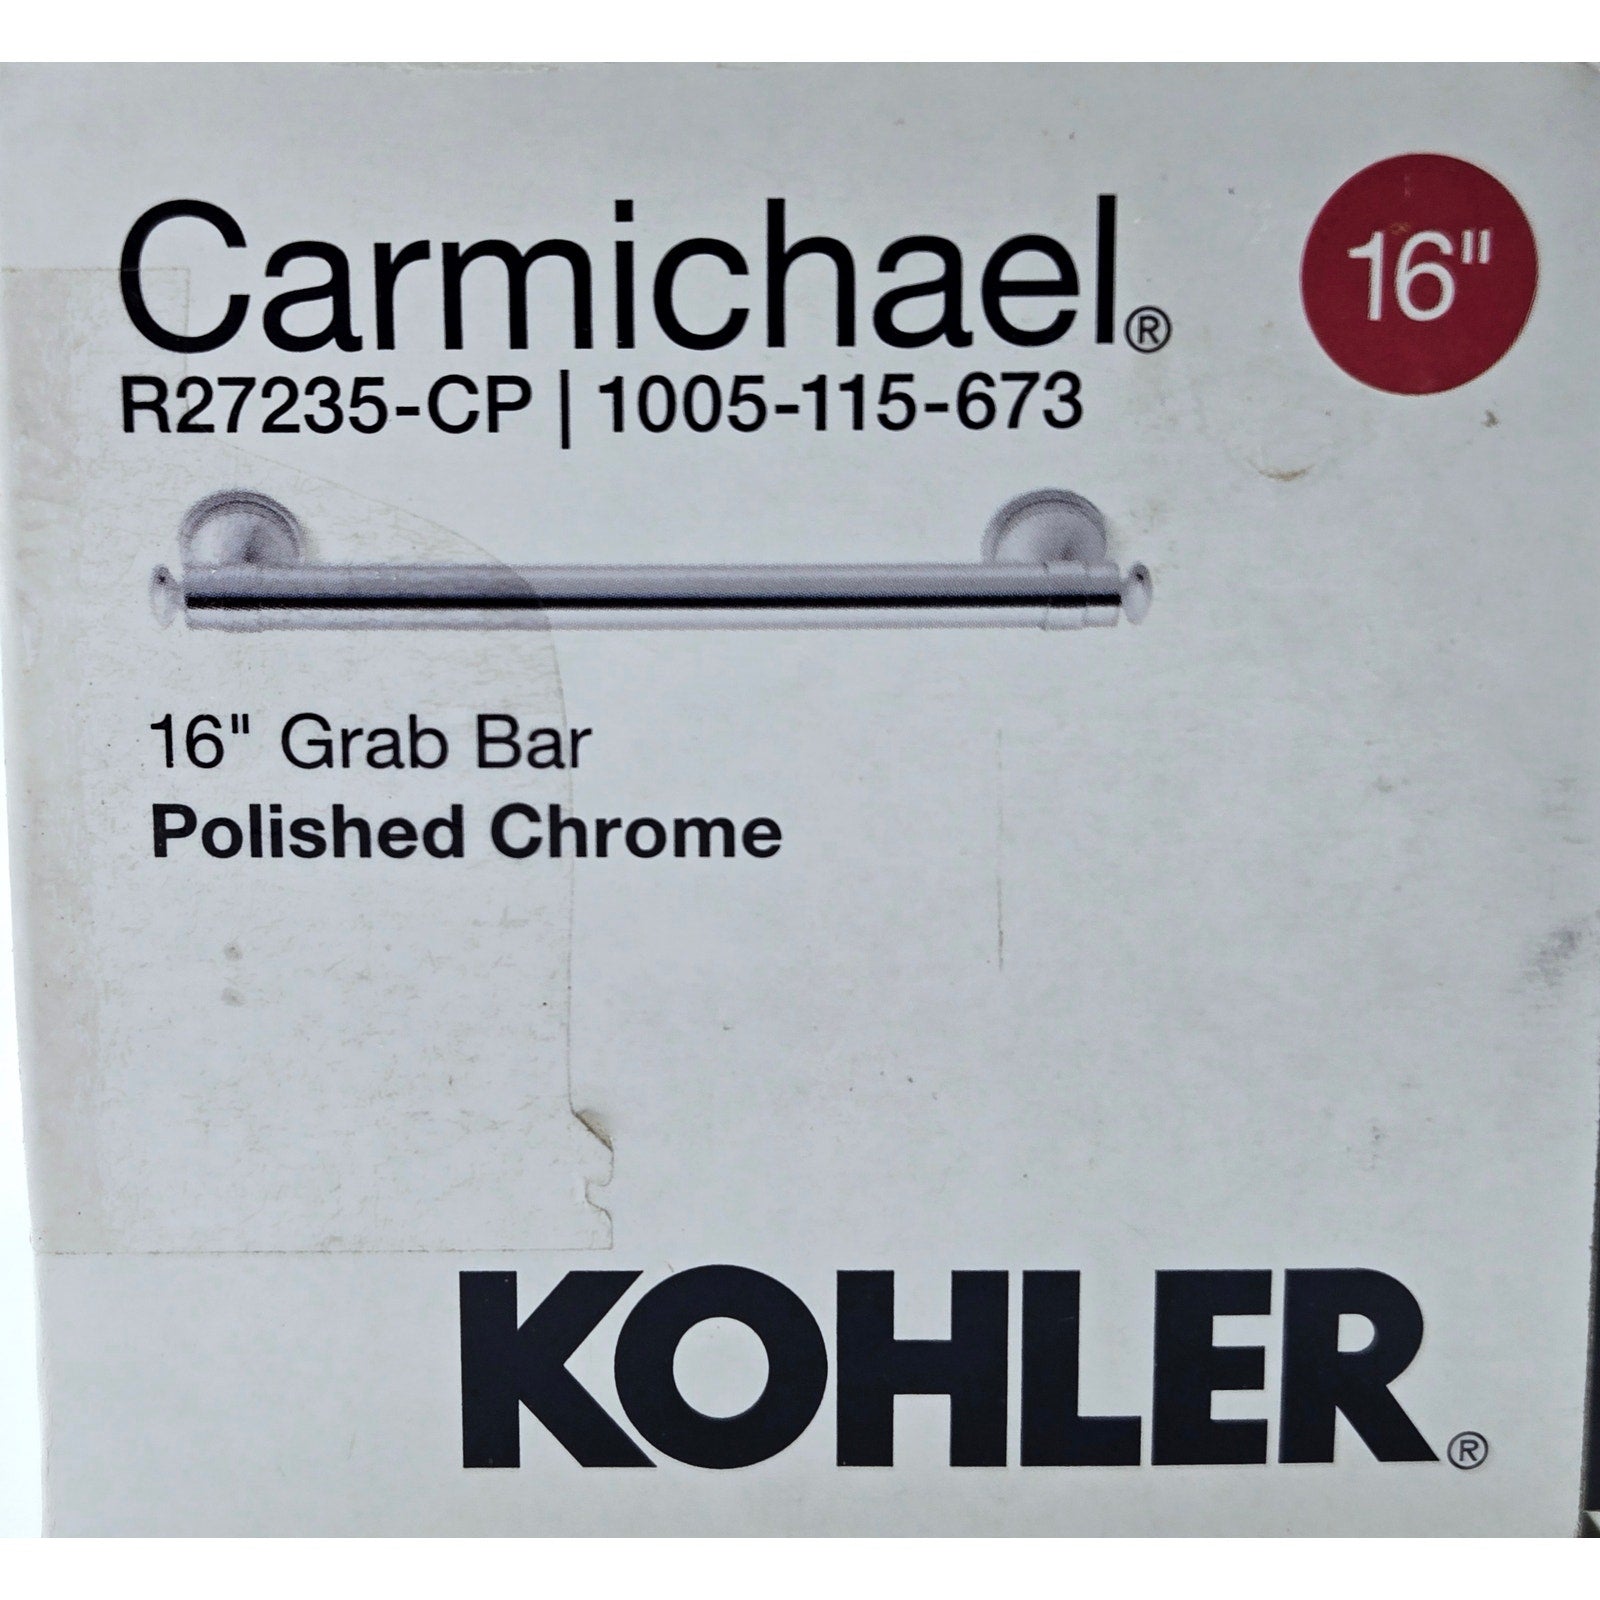 Carmichael®
16"
R27235-CP | 1005-115-673
16" Grab Bar
Polished Chrome
KOHLER®